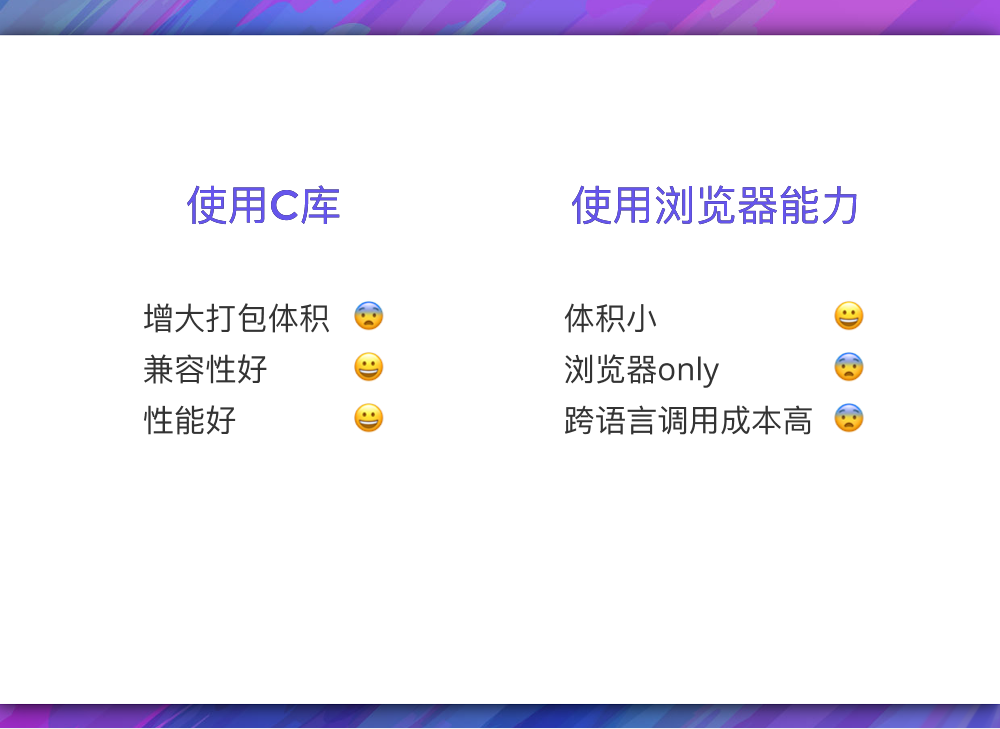 使用C库
增大打包体积 😨
兼容性好 😀
性能好 😀
使用浏览器能力
体积小 😀
浏览器only 😨
跨语言调用成本高 😨